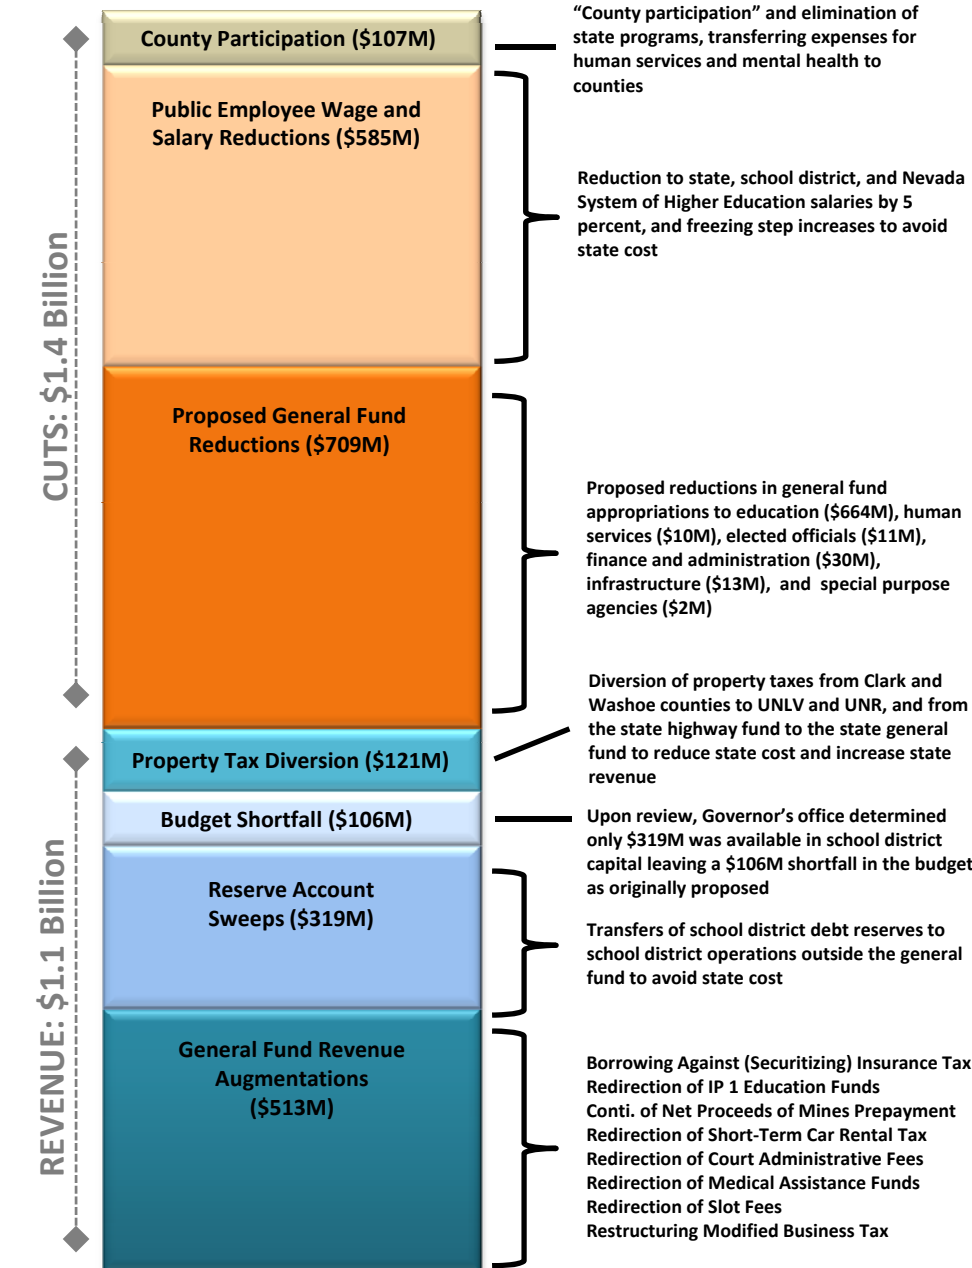 CUTS: $1.4 Billion
REVENUE: $1.1 Billion
County Participation ($107M)
“County participation” and elimination of
state programs, transferring expenses for
human services and mental health to
counties
Public Employee Wage and
Salary Reductions ($585M)
Reduction to state, school district, and Nevada
System of Higher Education salaries by 5
percent, and freezing step increases to avoid
state cost
Proposed General Fund
Reductions ($709M)
Proposed reductions in general fund
appropriations to education ($664M), human
services ($10M), elected officials ($11M),
finance and administration ($30M),
infrastructure ($13M), and special purpose
agencies ($2M)
Property Tax Diversion ($121M)
Diversion of property taxes from Clark and
Washoe counties to UNLV and UNR, and from
the state highway fund to the state general
fund to reduce state cost and increase state
revenue
Budget Shortfall ($106M)
Upon review, Governor’s office determined
only $319M was available in school district
capital leaving a $106M shortfall in the budget
as originally proposed
Reserve Account
Sweeps ($319M)
Transfers of school district debt reserves to
school district operations outside the general
fund to avoid state cost
General Fund Revenue
Augmentations
($513M)
Borrowing Against (Securitizing) Insurance Tax
Redirection of IP 1 Education Funds
Conti. of Net Proceeds of Mines Prepayment
Redirection of Short-Term Car Rental Tax
Redirection of Court Administrative Fees
Redirection of Medical Assistance Funds
Redirection of Slot Fees
Restructuring Modified Business Tax